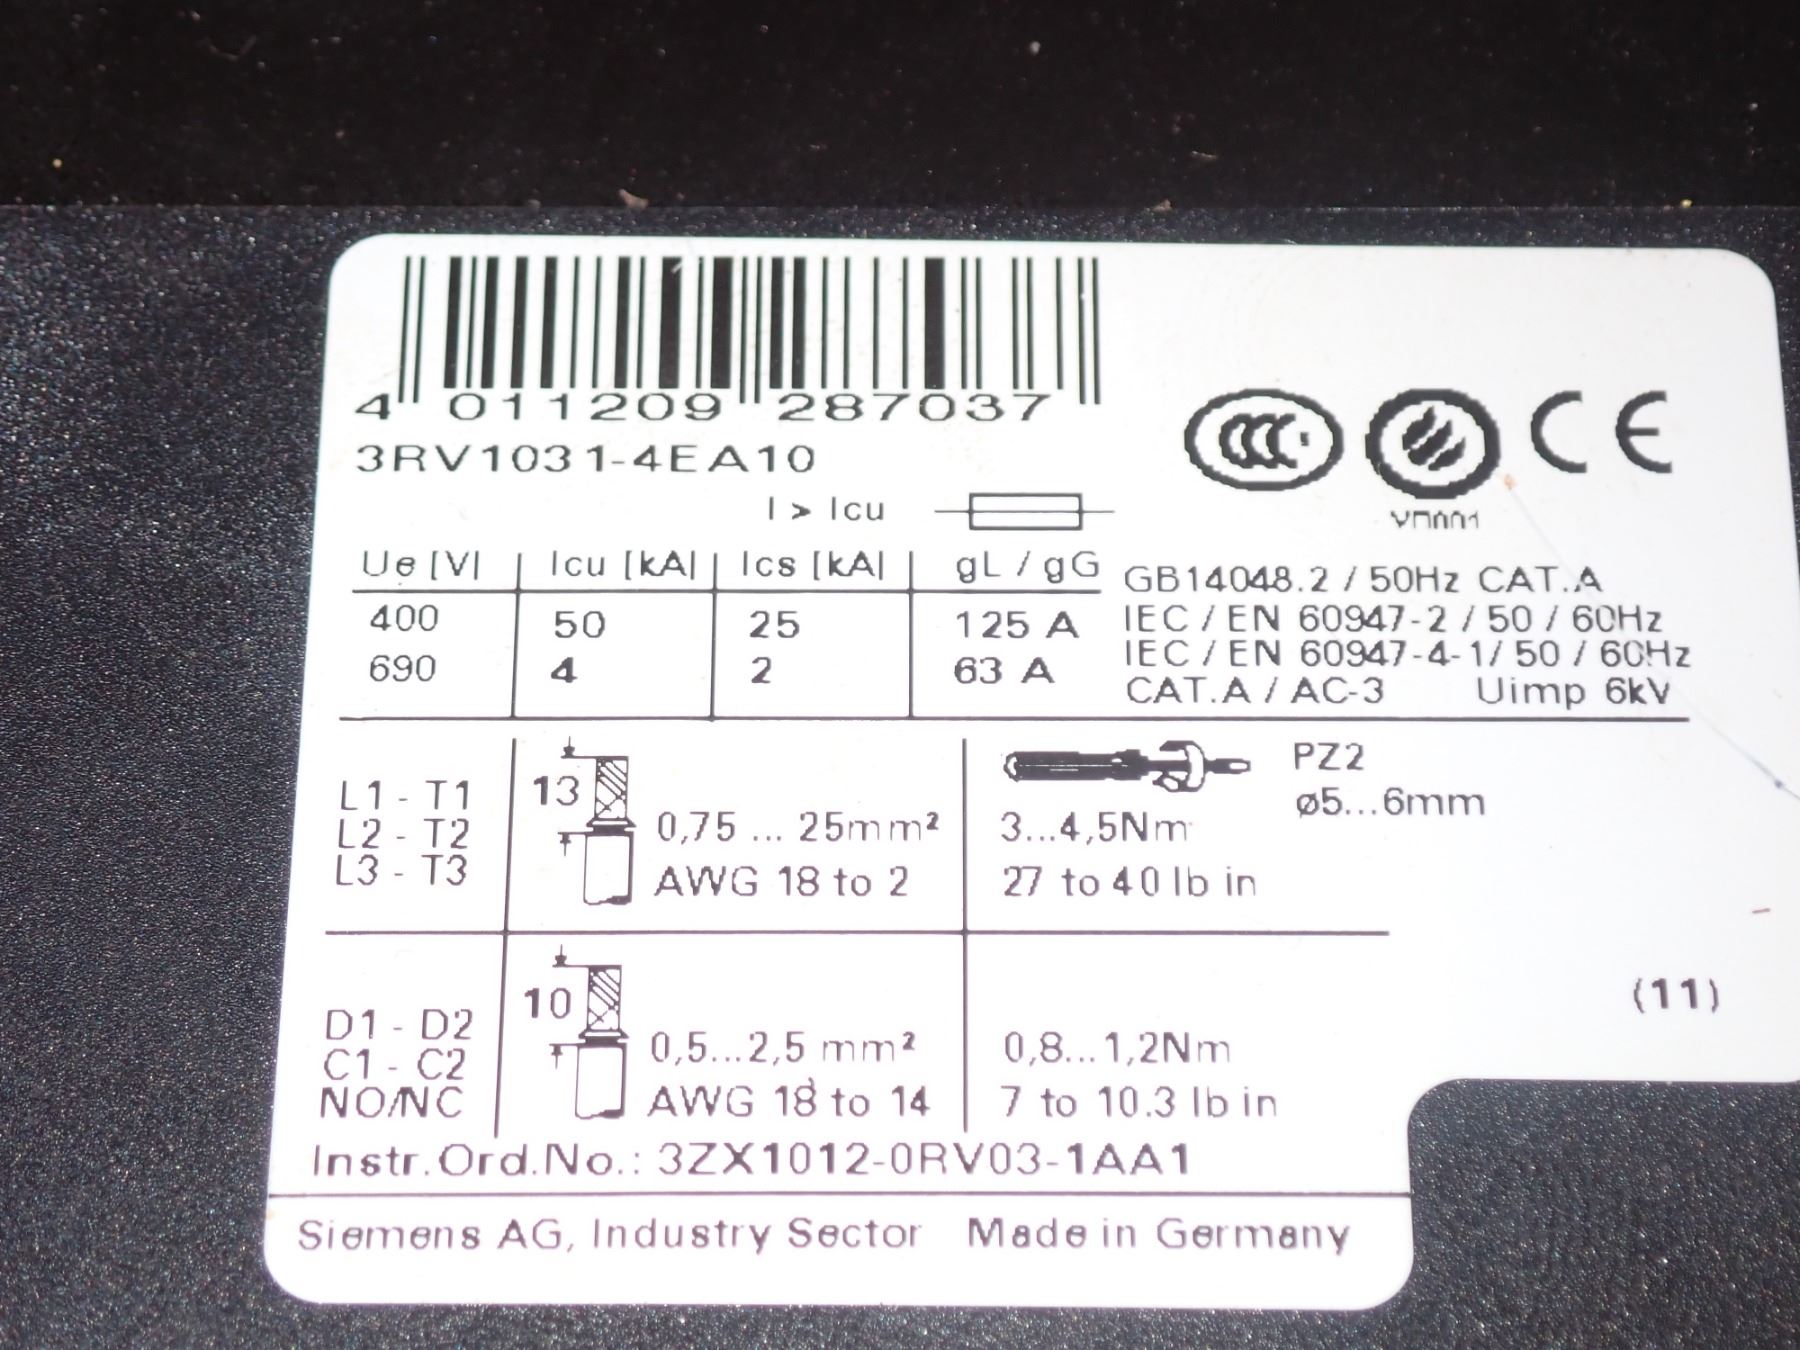 4 011209 287037
3RV1031-4EA10
I > Icu
CCC CE
Ue [V] Icu [kA] Ics [kA] gL / gG
400 50 25 125 A
690 4 2 63 A
GB14048.2 / 50Hz CAT.A
IEC / EN 60947-2 / 50 / 60Hz
IEC / EN 60947-4-1/ 50 / 60Hz
CAT.A / AC-3 Uimp 6kV
L1 - T1
L2 - T2
L3 - T3
13
0,75 ... 25mm²
AWG 18 to 2
PZ2
ø5...6mm
3...4,5Nm
27 to 40 lb in
D1 - D2
C1 - C2
NO/NC
10
0,5...2,5 mm²
AWG 18 to 14
0,8...1,2Nm
7 to 10.3 lb in
(11)
Instr.Ord.No.: 3ZX1012-0RV03-1AA1
Siemens AG, Industry Sector Made in Germany